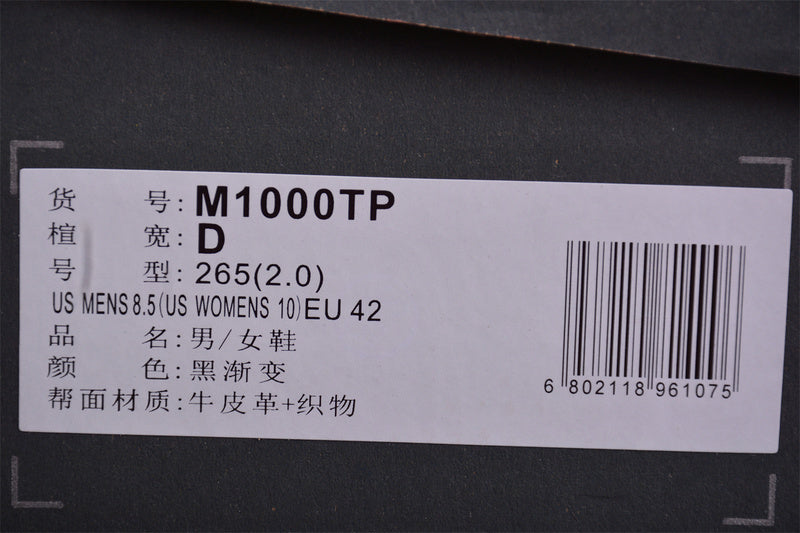 货 号: M1000TP
楦 宽: D
号 型: 265(2.0)
US MENS 8.5(US WOMENS 10)EU 42
品 名: 男/女鞋
颜 色: 黑渐变
帮面材质: 牛皮革+织物
6 802118 961075